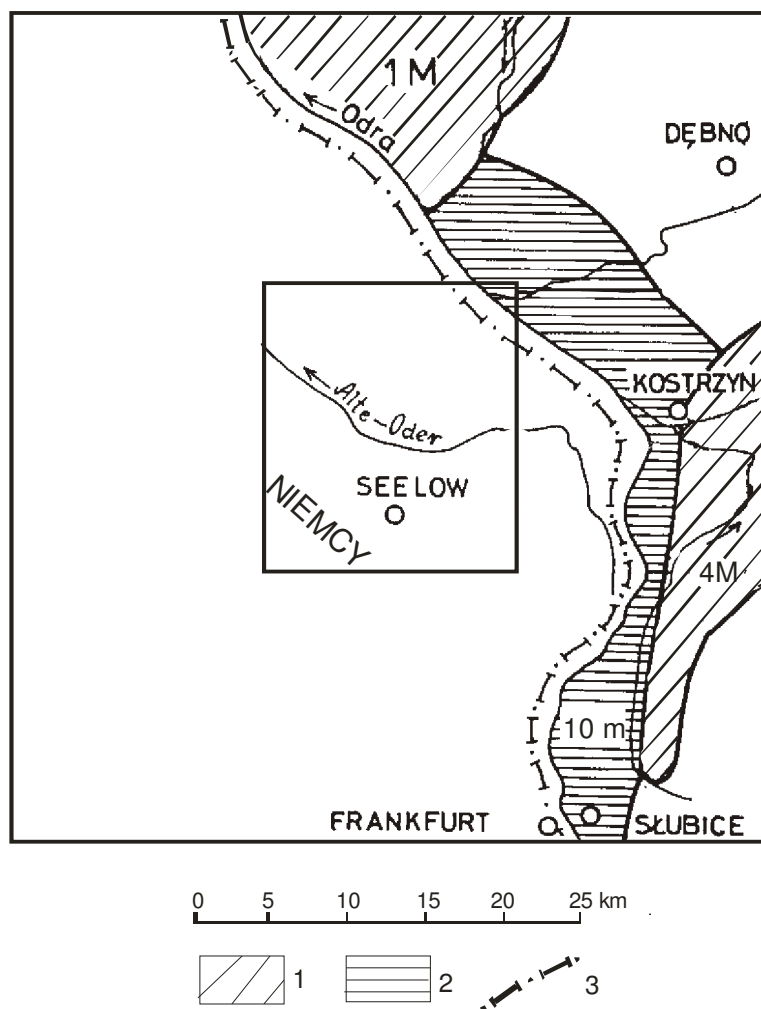 1M
Odra
DĘBNO
KOSTRZYN
Alte-Oder
SEELOW
NIEMCY
4M
10 m
FRANKFURT
SŁUBICE
0 5 10 15 20 25 km
1 2 3